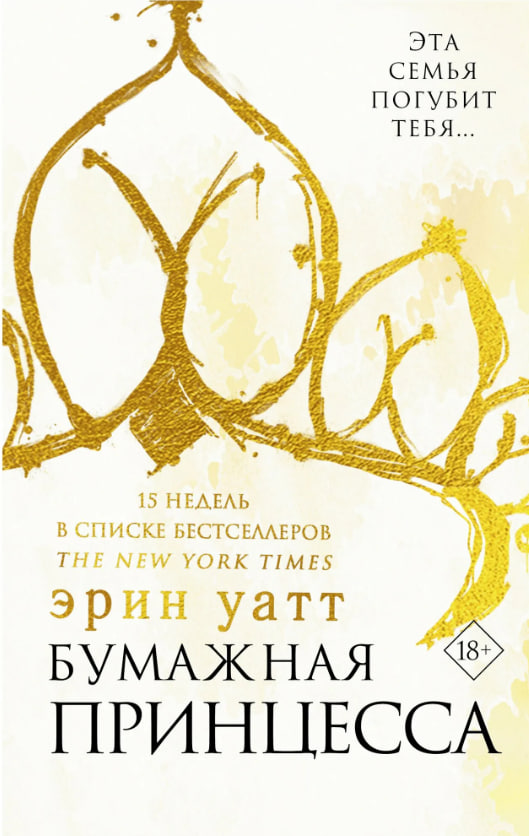 ЭТА
СЕМЬЯ
ПОГУБИТ
ТЕБЯ...
15 НЕДЕЛЬ
В СПИСКЕ БЕСТСЕЛЛЕРОВ
THE NEW YORK TIMES
эрин уатт
18+
БУМАЖНАЯ
ПРИНЦЕССА